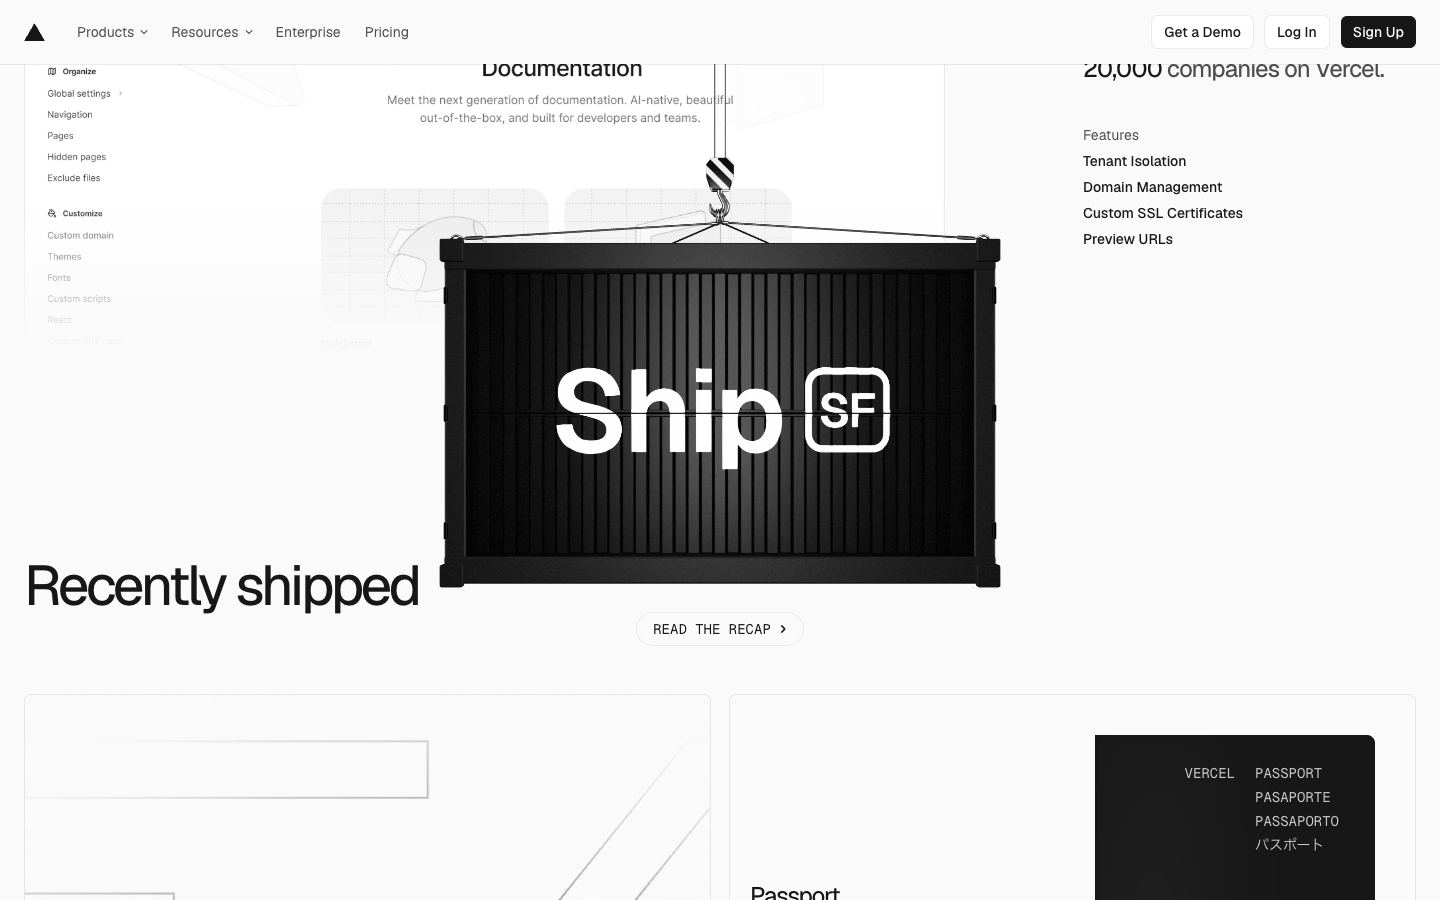 Products
Resources
Enterprise
Pricing
Get a Demo
Log In
Sign Up
Organize
Global settings
Navigation
Pages
Hidden pages
Exclude files
Customize
Custom domain
Themes
Fonts
Custom scripts
React
Custom 404 page
Documentation
Meet the next generation of documentation. AI-native, beautiful
out-of-the-box, and built for developers and teams.
Quickstart
20,000 companies on Vercel.
Features
Tenant Isolation
Domain Management
Custom SSL Certificates
Preview URLs
Ship SF
Recently shipped
READ THE RECAP
VERCEL PASSPORT
PASAPORTE
PASSAPORTO
パスポート
Passport